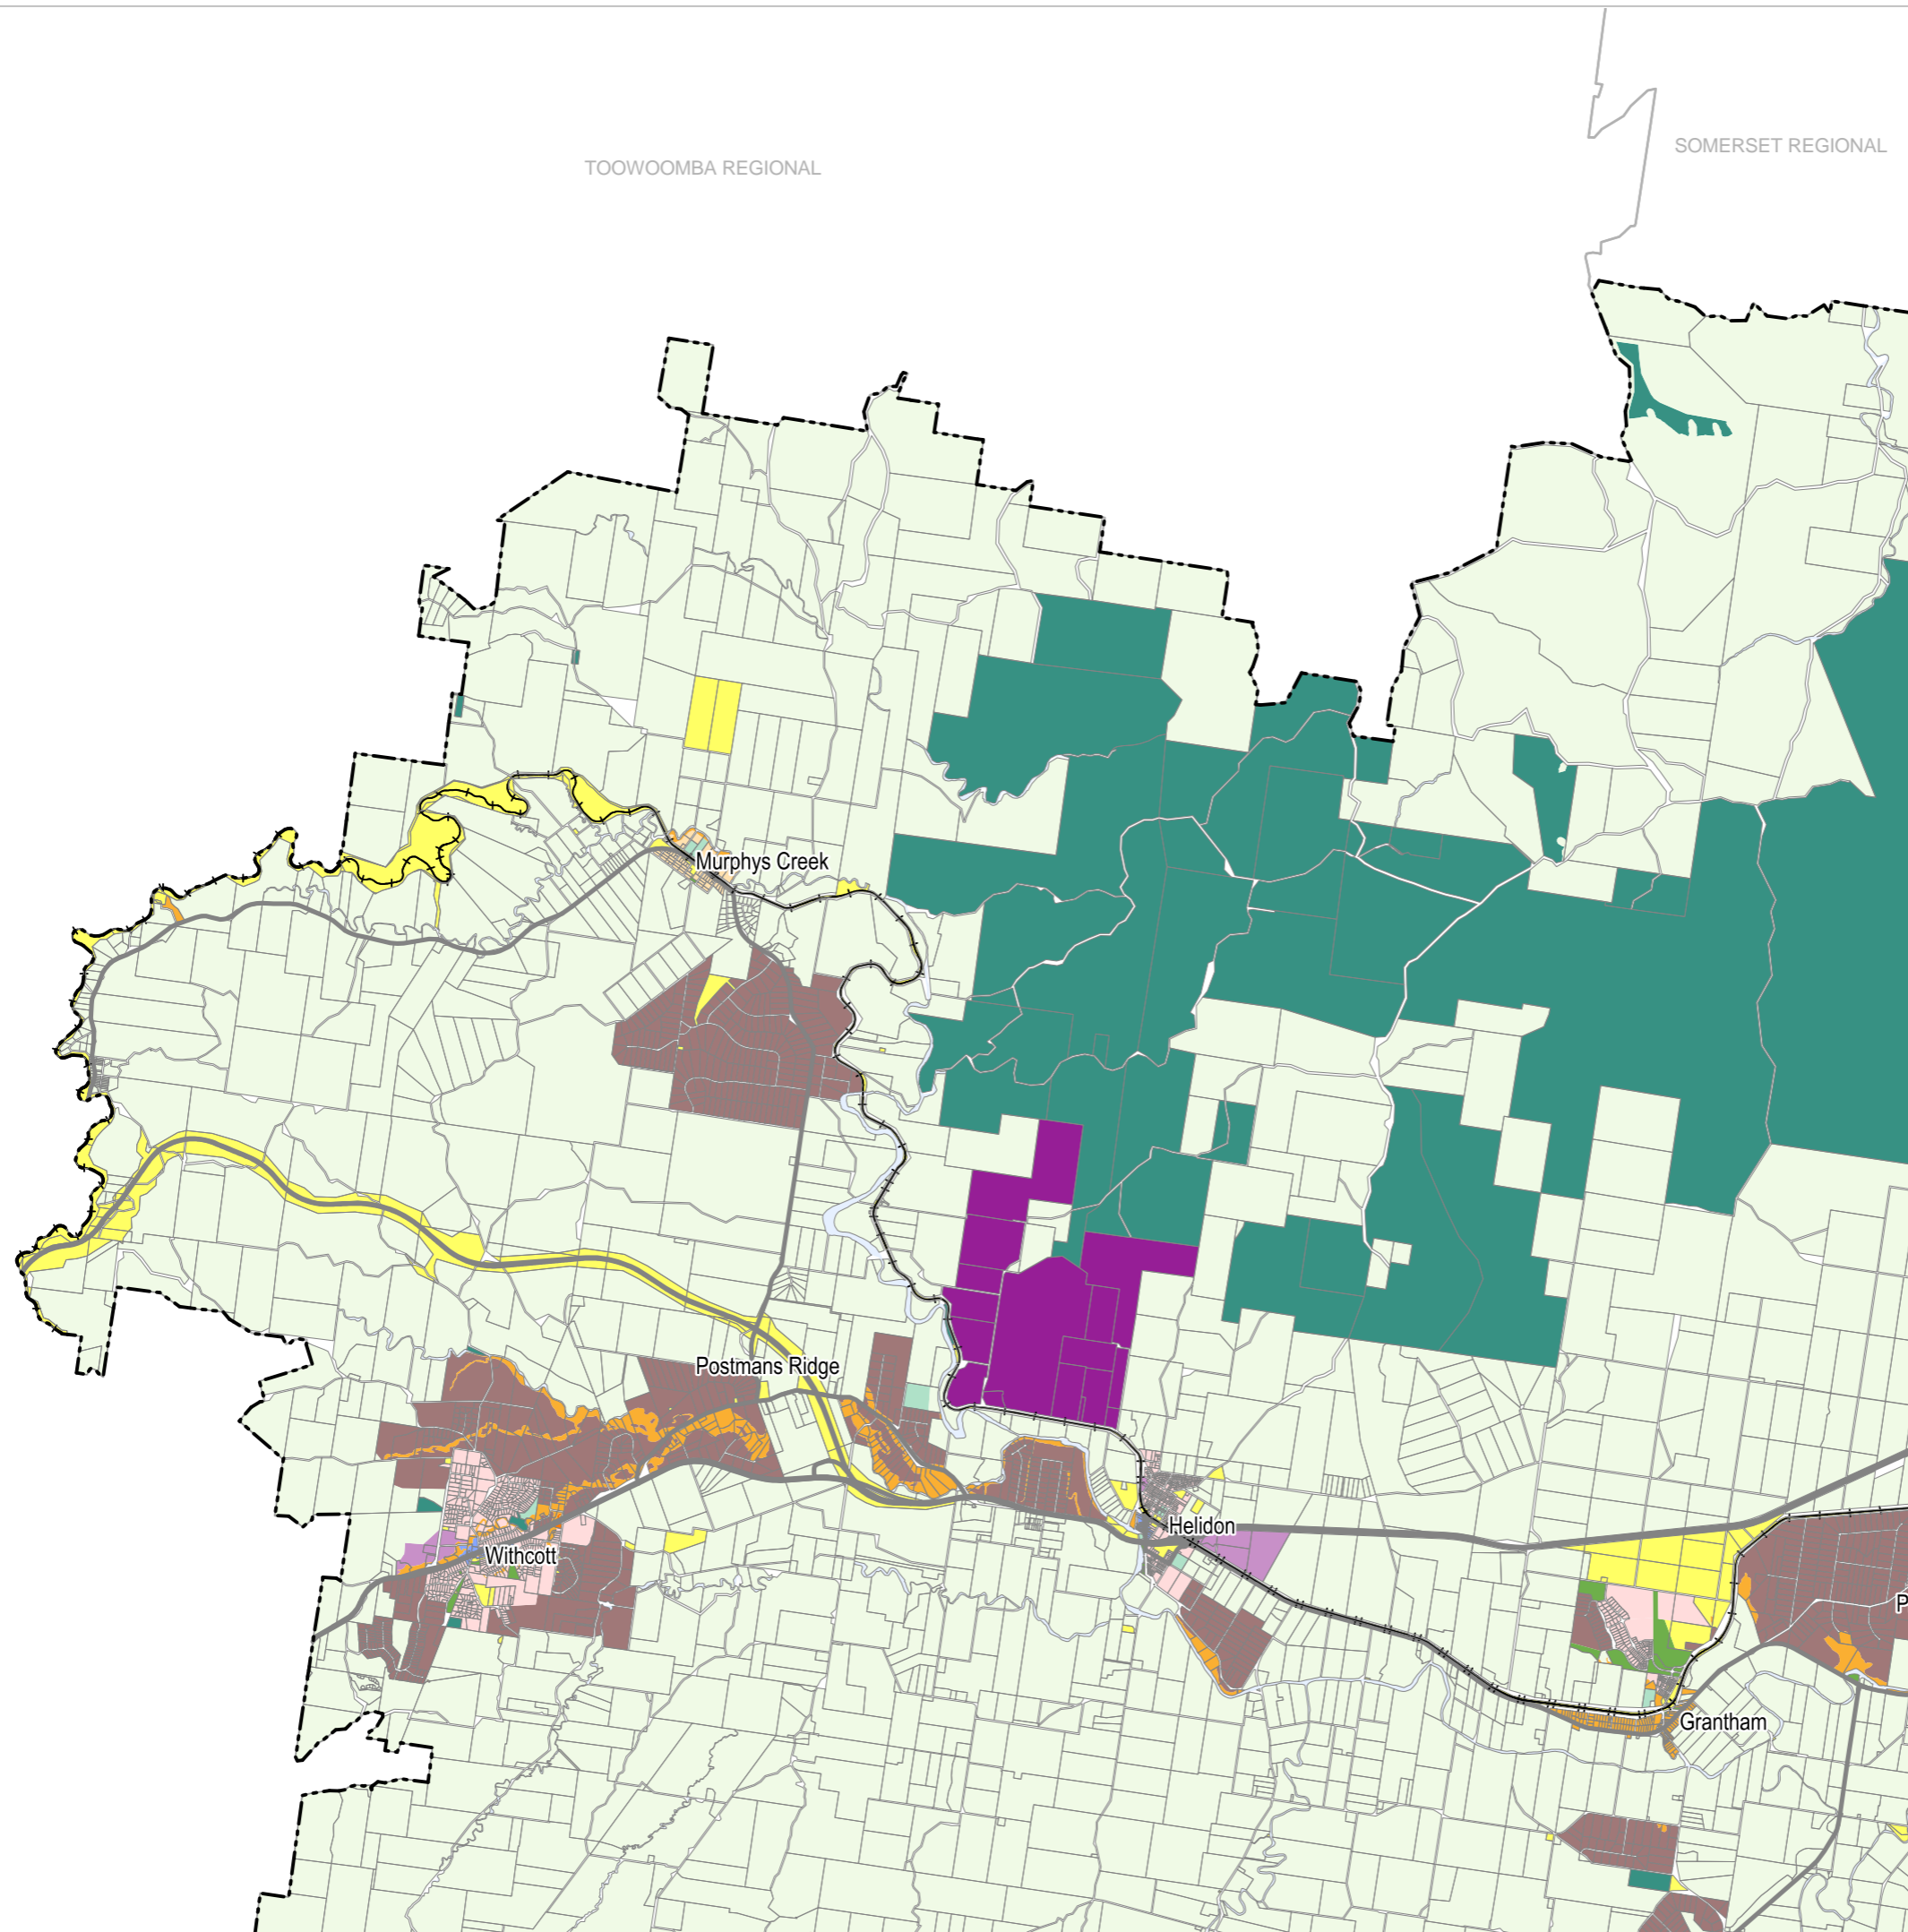 SOMERSET REGIONAL
TOOWOOMBA REGIONAL
Murphys Creek
Postmans Ridge
Helidon
Withcott
P
Grantham